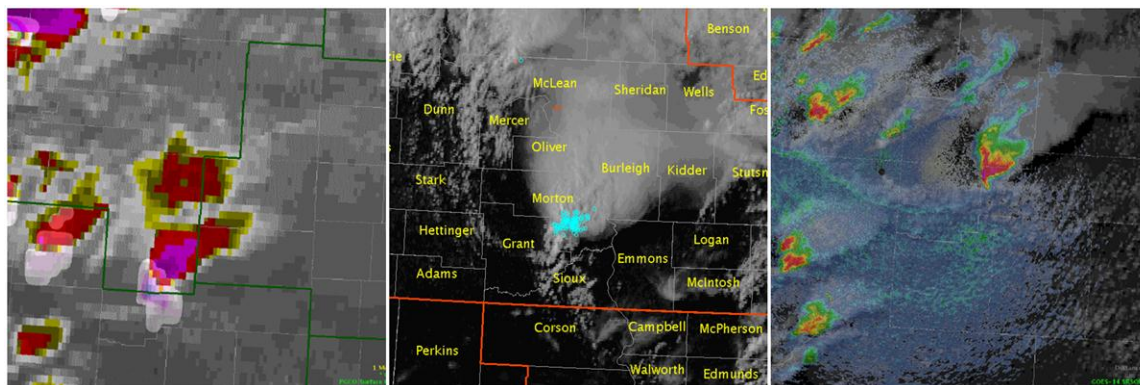 Benson
McLean
Sheridan
Wells
Dunn
Mercer
Oliver
Burleigh
Kidder
Stark
Morton
Hettinger
Grant
Logan
Emmons
Adams
Sioux
McIntosh
Corson
Campbell
McPherson
Perkins
Walworth
Edmunds